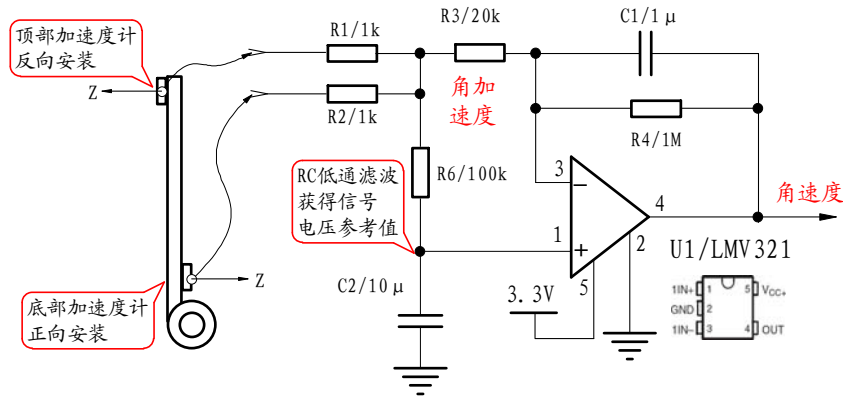 顶部加速度计
反向安装
Z
R1/1k
R2/1k
R3/20k
C1/1μ
角加
速度
R4/1M
RC低通滤波
获得信号
电压参考值
R6/100k
3
4
角速度
1
2
U1/LMV321
Z
C2/10μ
3.3V
5
底部加速度计
正向安装
1IN+
1
5
VCC+
GND
2
1IN-
3
4
OUT